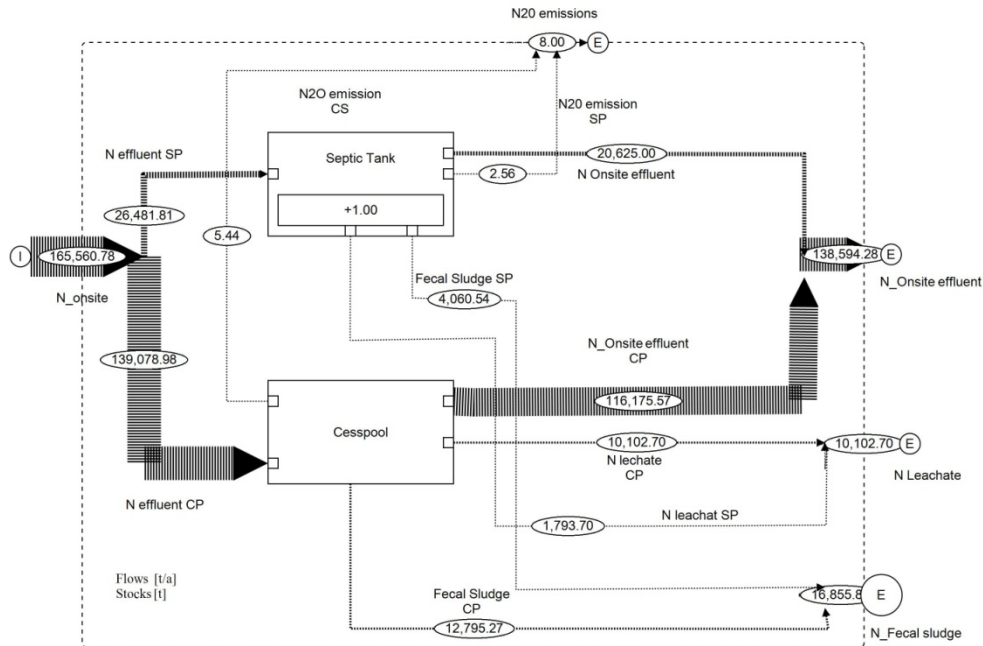 N20 emissions
8.00
E
N2O emission
CS
N20 emission
SP
N effluent SP
Septic Tank
20,625.00
2.56
N Onsite effluent
26,481.81
+1.00
5.44
I
165,560.78
138,594.28
E
N_onsite
Fecal Sludge SP
N_Onsite effluent
4,060.54
139,078.98
N_Onsite effluent
CP
116,175.57
Cesspool
10,102.70
10,102.70
E
N lechate
CP
N Leachate
N effluent CP
1,793.70
N leachat SP
Flows [t/a]
Stocks [t]
Fecal Sludge
CP
16,855.8
E
12,795.27
N_Fecal sludge